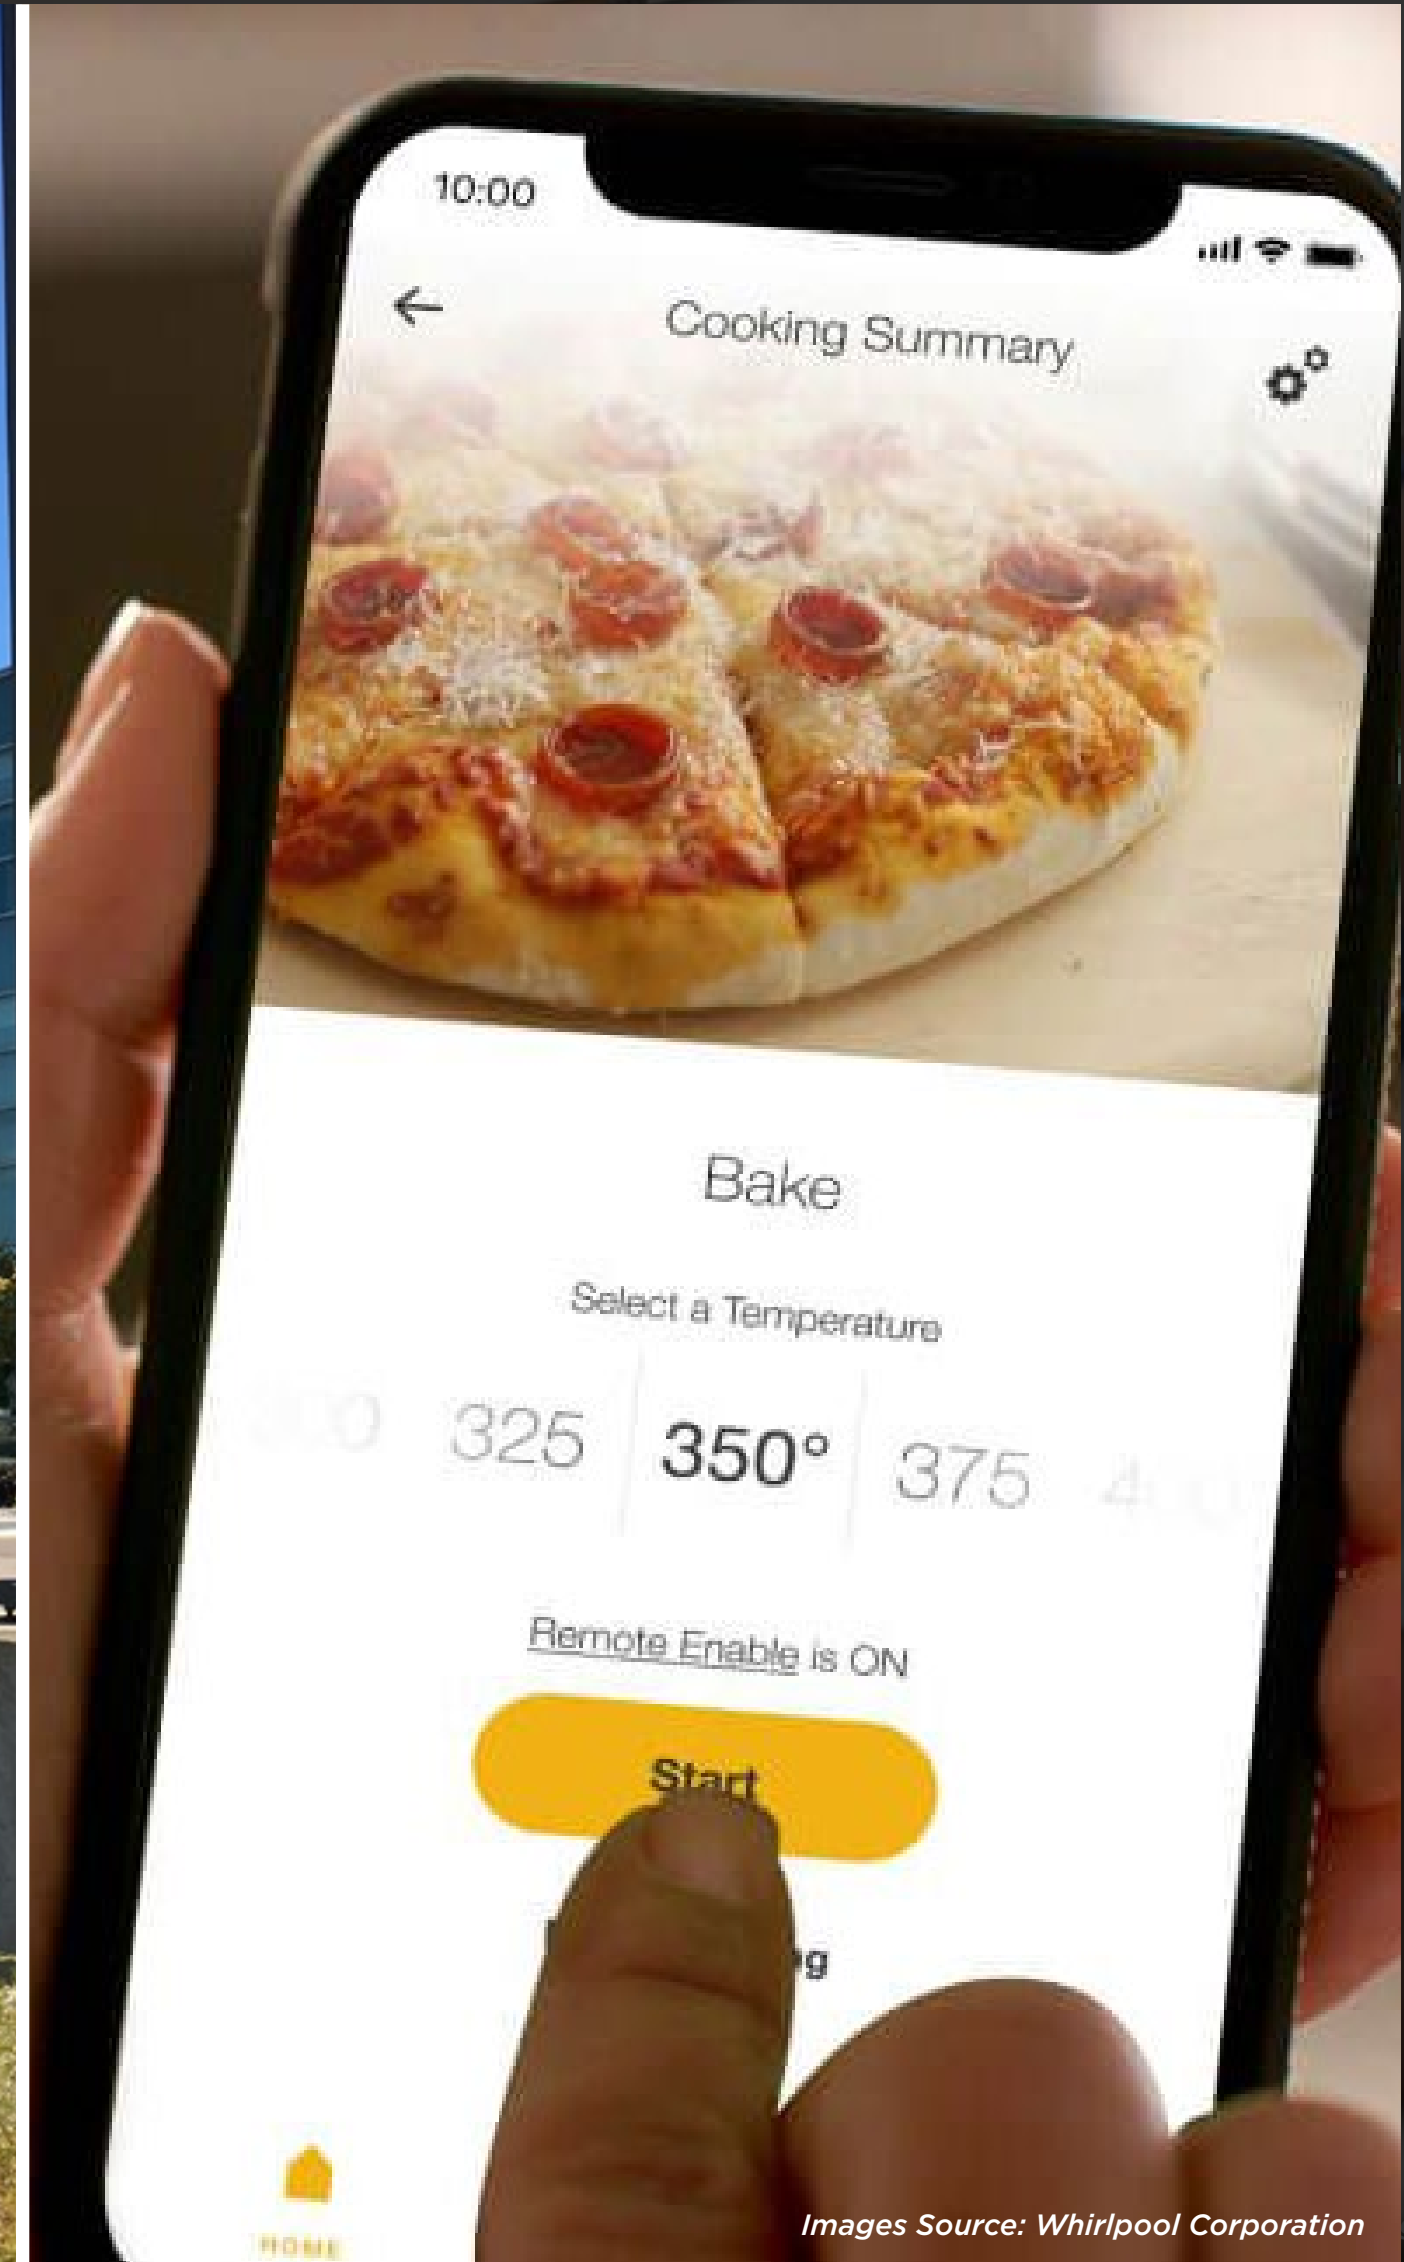 10:00
Cooking Summary
Bake
Select a Temperature
325 350° 375
Remote Enable is ON
Start
HOME
Images Source: Whirlpool Corporation